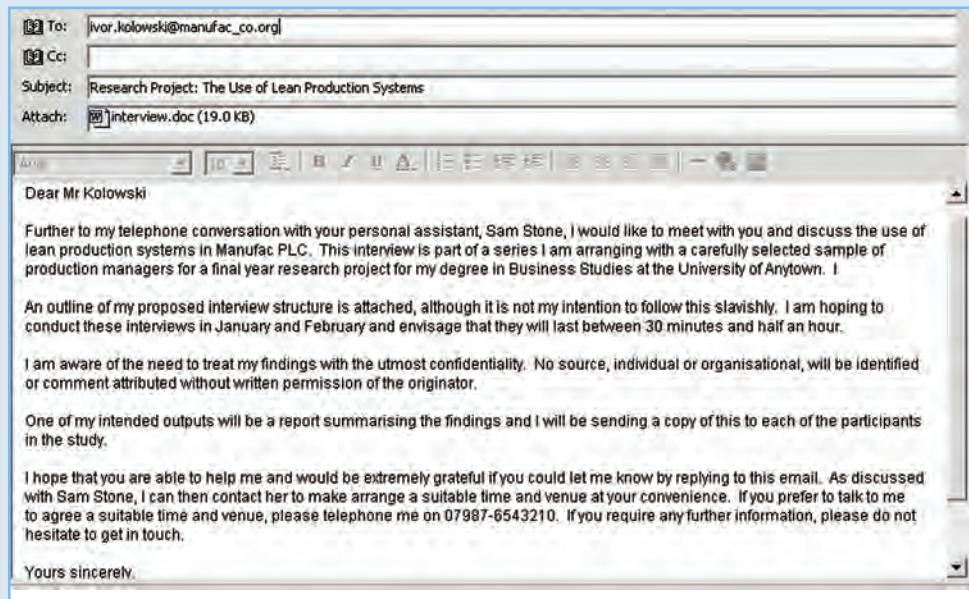 To: ivor.kolowski@manufac_co.org
Cc:
Subject: Research Project: The Use of Lean Production Systems
Attach: interview.doc (19.0 KB)
Arial 10 B I U A
Dear Mr Kolowski
Further to my telephone conversation with your personal assistant, Sam Stone, I would like to meet with you and discuss the use of
lean production systems in Manufac PLC. This interview is part of a series I am arranging with a carefully selected sample of
production managers for a final year research project for my degree in Business Studies at the University of Anytown. I
An outline of my proposed interview structure is attached, although it is not my intention to follow this slavishly. I am hoping to
conduct these interviews in January and February and envisage that they will last between 30 minutes and half an hour.
I am aware of the need to treat my findings with the utmost confidentiality. No source, individual or organisational, will be identified
or comment attributed without written permission of the originator.
One of my intended outputs will be a report summarising the findings and I will be sending a copy of this to each of the participants
in the study.
I hope that you are able to help me and would be extremely grateful if you could let me know by replying to this email. As discussed
with Sam Stone, I can then contact her to make arrange a suitable time and venue at your convenience. If you prefer to talk to me
to agree a suitable time and venue, please telephone me on 07987-6543210. If you require any further information, please do not
hesitate to get in touch.
Yours sincerely,